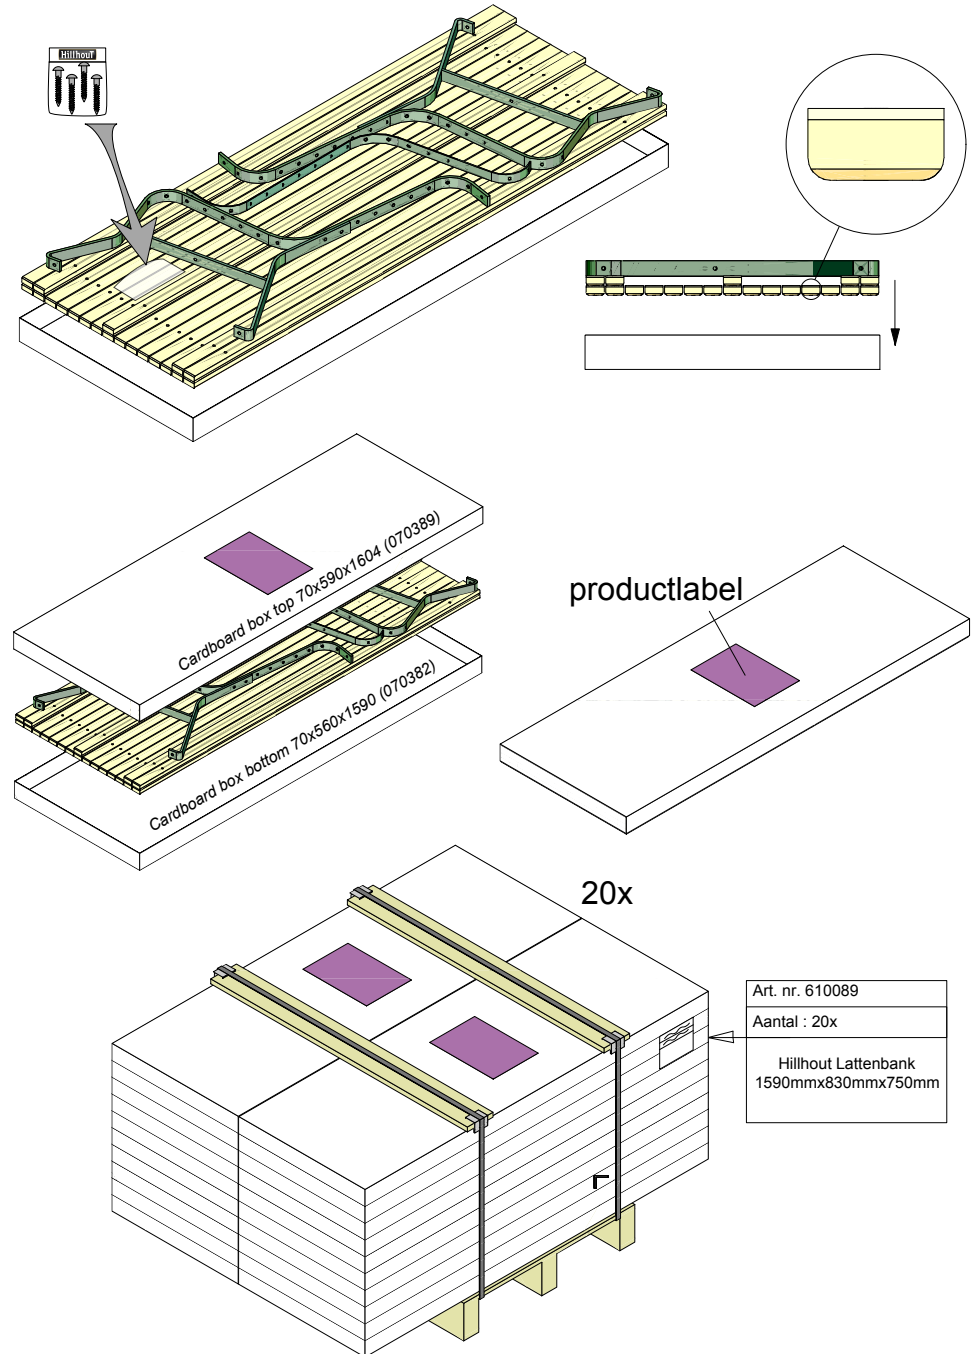 HillhouT
Cardboard box top 70x590x1604 (070389)
Cardboard box bottom 70x560x1590 (070382)
productlabel
20x
Art. nr. 610089
Aantal : 20x
Hillhout Lattenbank
1590mmx830mmx750mm